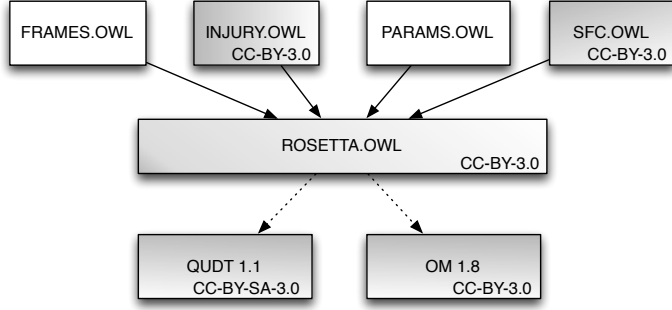 FRAMES.OWL
INJURY.OWL
CC-BY-3.0
PARAMS.OWL
SFC.OWL
CC-BY-3.0
ROSETTA.OWL
CC-BY-3.0
QUDT 1.1
CC-BY-SA-3.0
OM 1.8
CC-BY-3.0